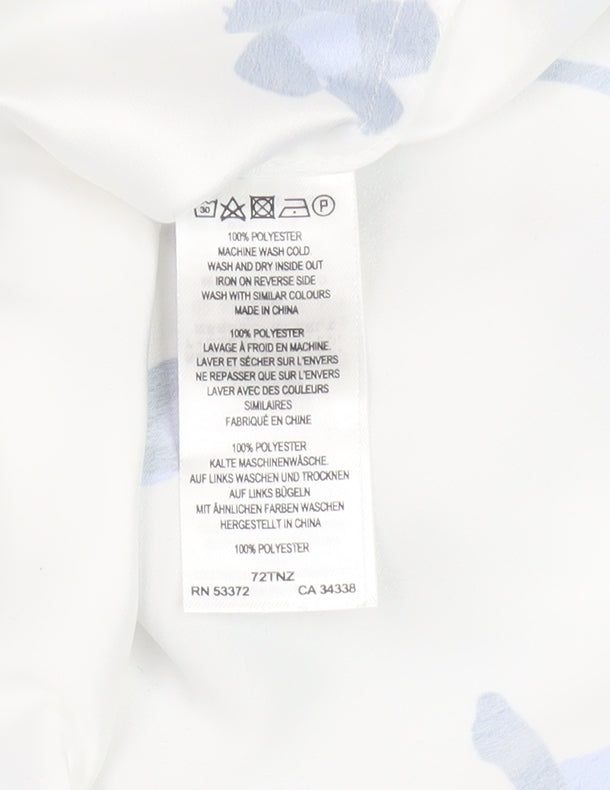 30 P
100% POLYESTER
MACHINE WASH COLD.
WASH AND DRY INSIDE OUT
IRON ON REVERSE SIDE
WASH WITH SIMILAR COLOURS
MADE IN CHINA
100% POLYESTER
LAVAGE À FROID EN MACHINE.
LAVER ET SÉCHER SUR L'ENVERS
NE REPASSER QUE SUR L'ENVERS
LAVER AVEC DES COULEURS
SIMILAIRES
FABRIQUÉ EN CHINE
100% POLYESTER
KALTE MASCHINENWÄSCHE.
AUF LINKS WASCHEN UND TROCKNEN
AUF LINKS BÜGELN
MIT ÄHNLICHEN FARBEN WASCHEN
HERGESTELLT IN CHINA
100% POLYESTER
72TNZ
RN 53372 CA 34338